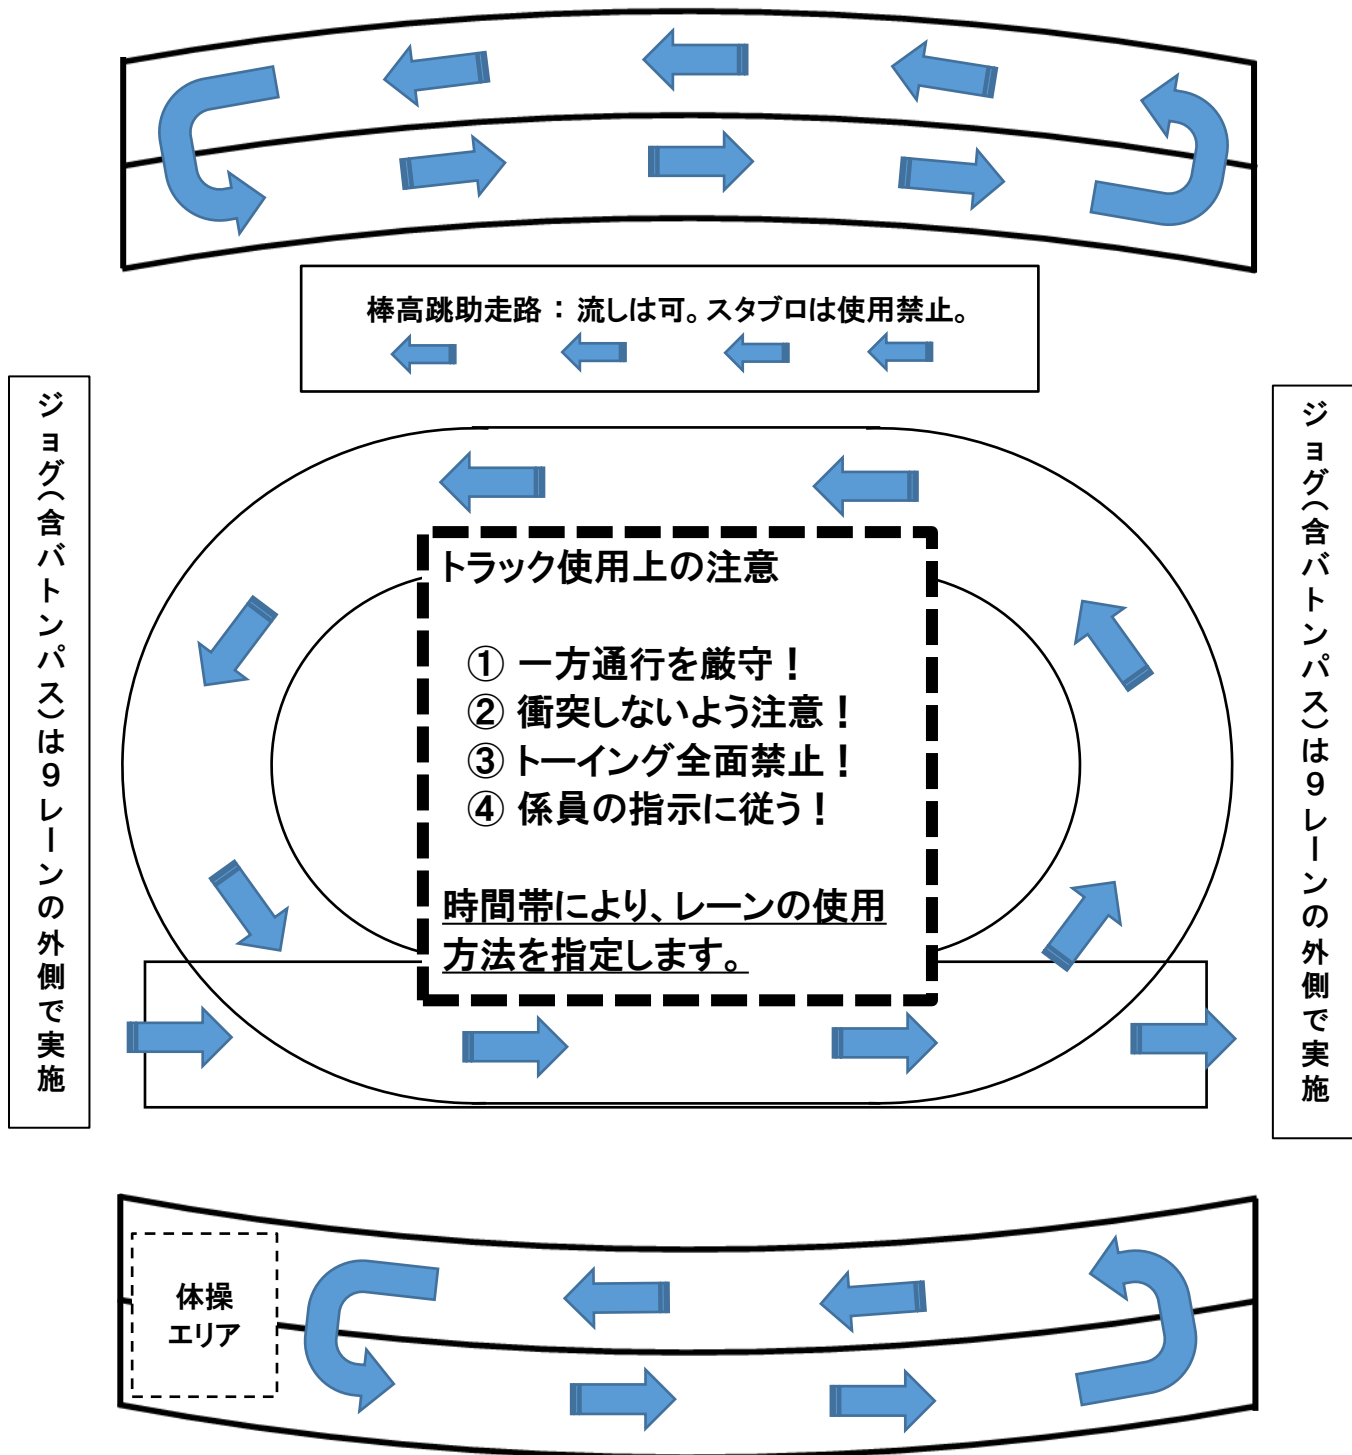 棒高跳助走路：流しは可。スタブロは使用禁止。
ジョグ（含バトンパス）は９レーンの外側で実施
ジョグ（含バトンパス）は９レーンの外側で実施
トラック使用上の注意
① 一方通行を厳守！
② 衝突しないよう注意！
③ トーイング全面禁止！
④ 係員の指示に従う！
時間帯により、レーンの使用
方法を指定します。
体操
エリア